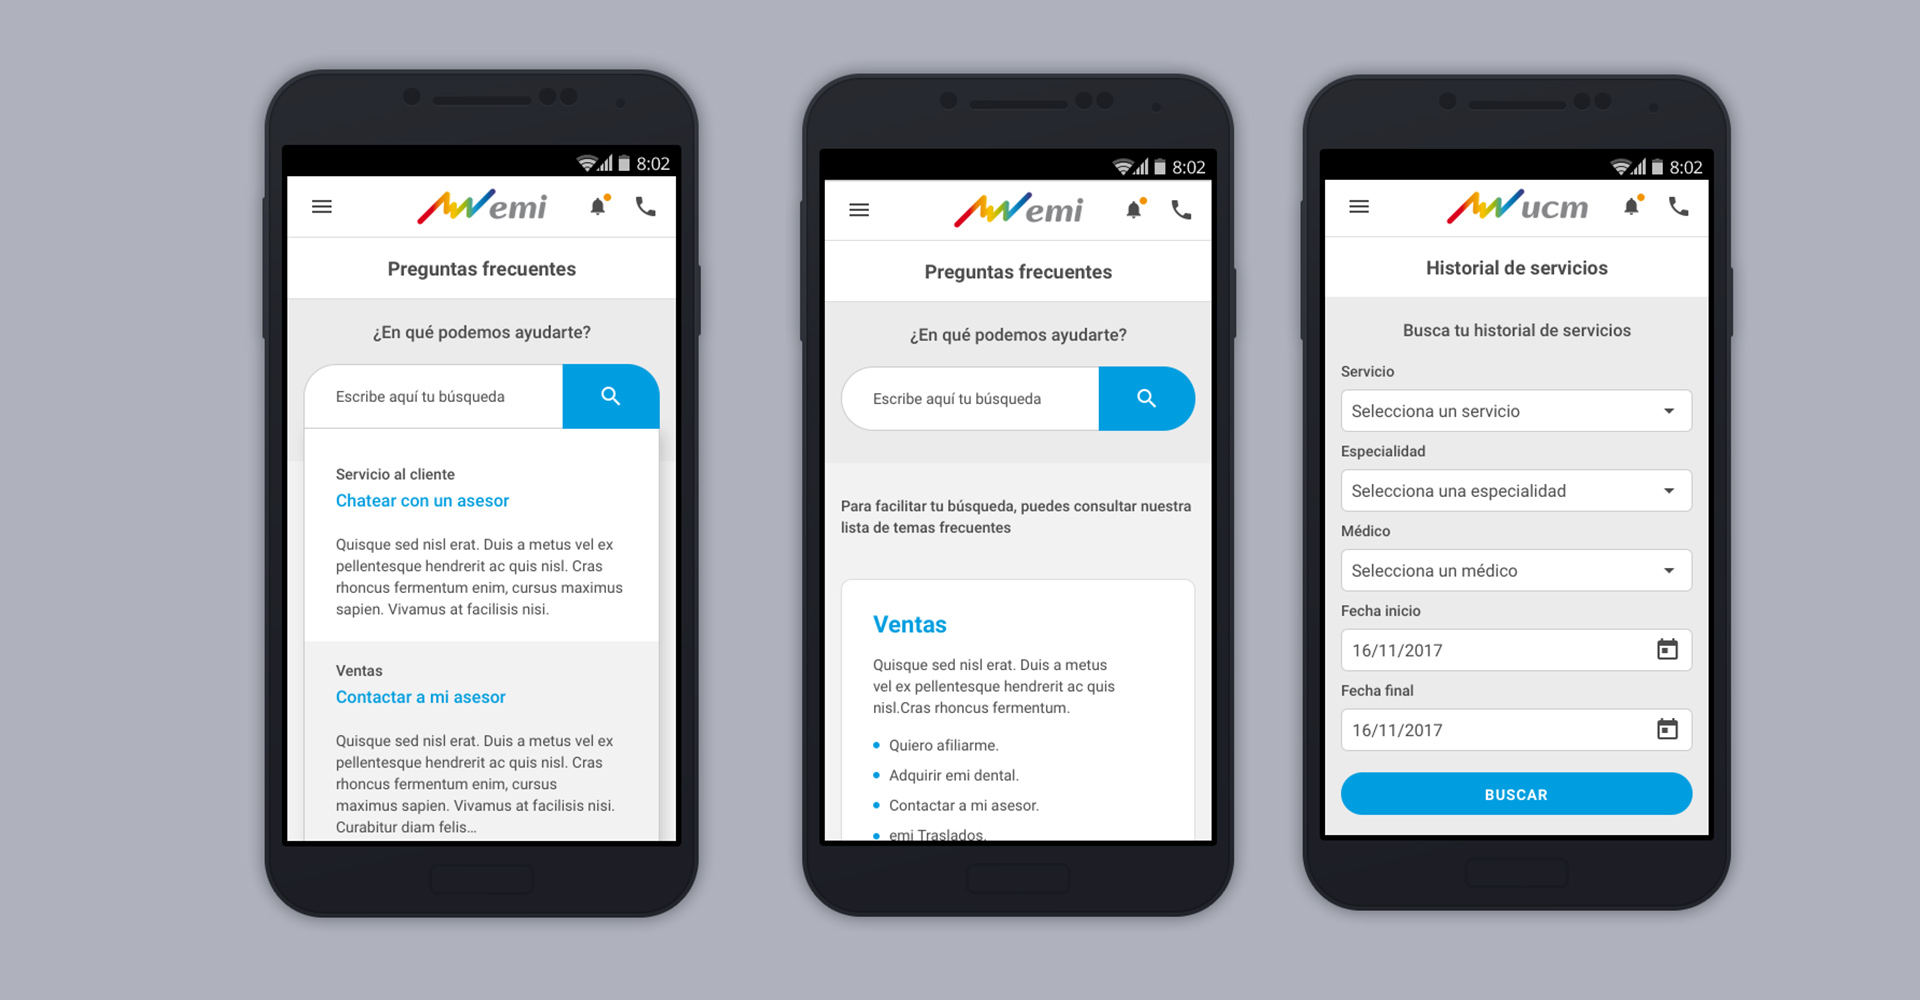 8:02
emi
Preguntas frecuentes
¿En qué podemos ayudarte?
Escribe aquí tu búsqueda
Servicio al cliente
Chatear con un asesor
Quisque sed nisl erat. Duis a metus vel ex
pellentesque hendrerit ac quis nisl. Cras
rhoncus fermentum enim, cursus maximus
sapien. Vivamus at facilisis nisi.
Ventas
Contactar a mi asesor
Quisque sed nisl erat. Duis a metus vel ex
pellentesque hendrerit ac quis nisl. Cras
rhoncus fermentum enim, cursus
maximus sapien. Vivamus at facilisis nisi.
Curabitur diam felis...
8:02
emi
Preguntas frecuentes
¿En qué podemos ayudarte?
Escribe aquí tu búsqueda
Para facilitar tu búsqueda, puedes consultar nuestra
lista de temas frecuentes
Ventas
Quisque sed nisl erat. Duis a metus
vel ex pellentesque hendrerit ac quis
nisl.Cras rhoncus fermentum.
Quiero afiliarme.
Adquirir emi dental.
Contactar a mi asesor.
emi Traslados.
8:02
ucm
Historial de servicios
Busca tu historial de servicios
Servicio
Selecciona un servicio
Especialidad
Selecciona una especialidad
Médico
Selecciona un médico
Fecha inicio
16/11/2017
Fecha final
16/11/2017
BUSCAR